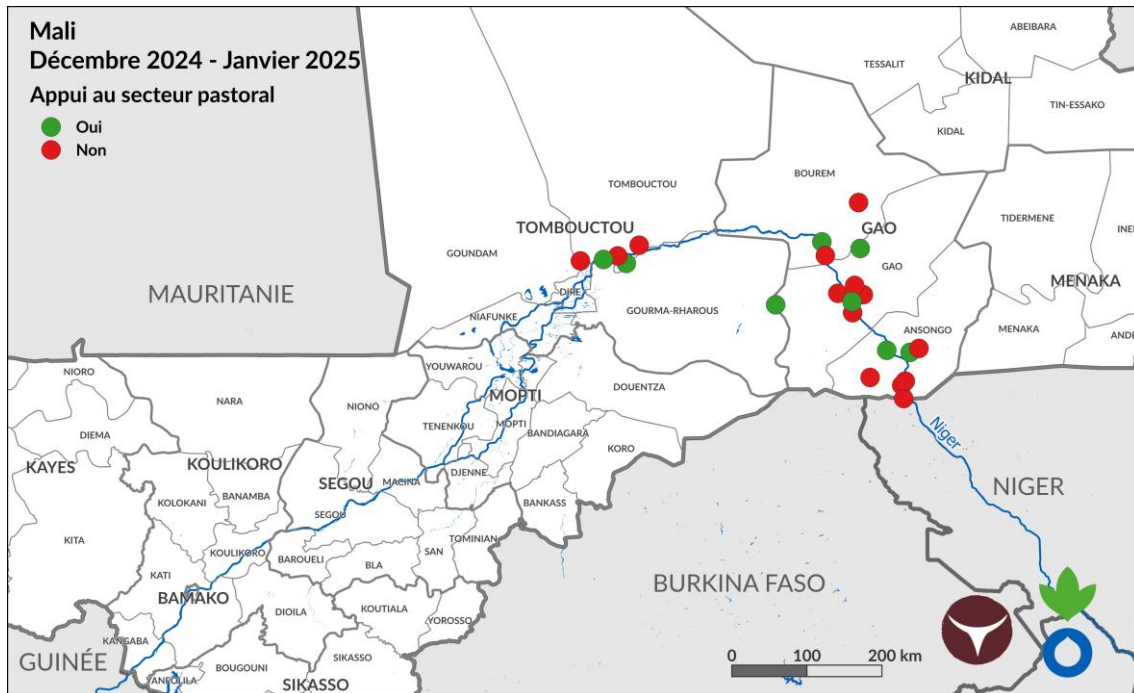 Mali
Décembre 2024 - Janvier 2025
Appui au secteur pastoral
Oui
Non
ABEIBARA
TESSALIT
KIDAL
TIN-ESSAKO
KIDAL
BOUREM
TOMBOUCTOU
TIDERMENE
TOMBOUCTOU
GAO
GOUNDAM
GAO
MENAKA
MAURITANIE
DIRE
NIAFUNKE
GOURMA-RHAROUS
ANSONGO
MENAKA
ANDE
NIORO
YOUWAROU
DOUENTZA
NARA
NIONO
MOPTI
TENENKOU
MOPTI
BANDIAGARA
DIEMA
KORO
Niger
KAYES
KOULIKORO
SEGOU
MACINA
DJENNE
NIGER
KOLOKANI
BANAMBA
BANKASS
SEGOU
KITA
TOMINIAN
KOULIKORO
BAROUELI
SAN
BLA
KATI
BURKINA FASO
BAMAKO
DIOILA
KOUTIALA
YOROSSO
KANGABA
GUINÉE
BOUGOUNI
SIKASSO
SIKASSO
0 100 200 km